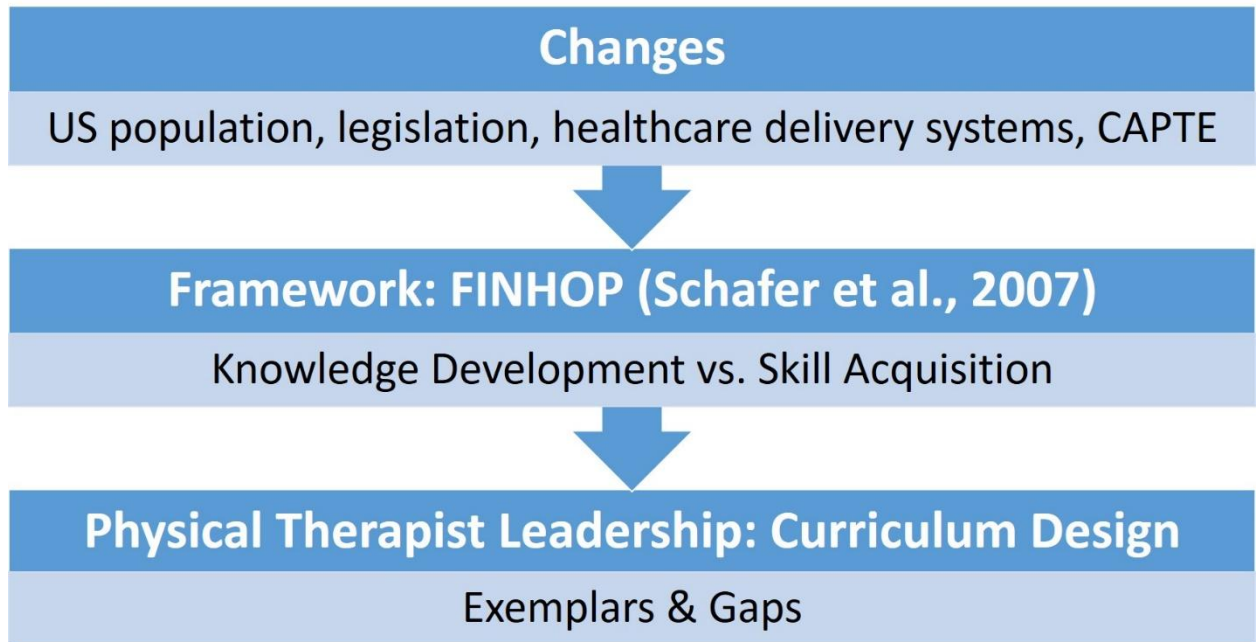 Changes
US population, legislation, healthcare delivery systems, CAPTE
Framework: FINHOP (Schafer et al., 2007)
Knowledge Development vs. Skill Acquisition
Physical Therapist Leadership: Curriculum Design
Exemplars & Gaps